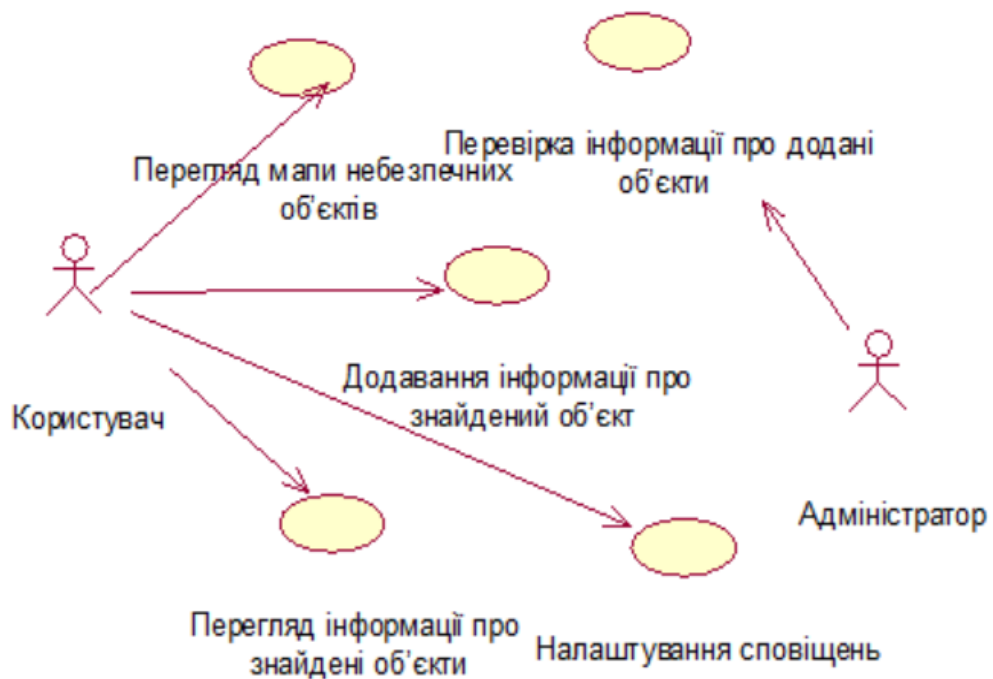 Перегляд мапи небезпечних
об'єктів
Перевірка інформації про додані
об'єкти
Додавання інформації про
знайдений об'єкт
Користувач
Адміністратор
Перегляд інформації про
знайдені об'єкти
Налаштування сповіщень